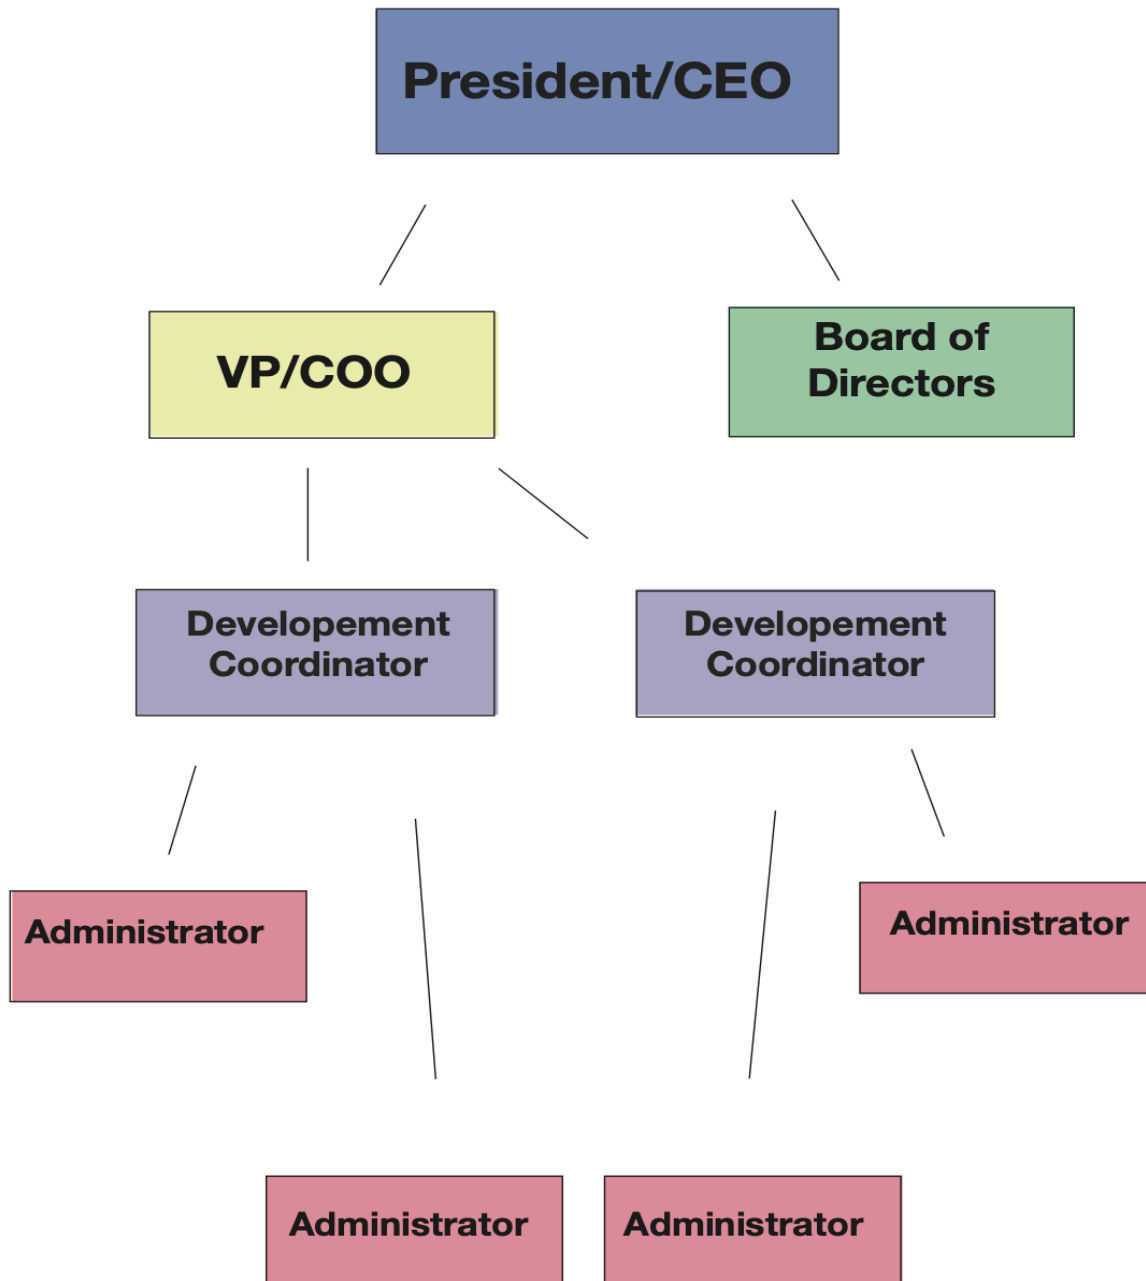 President/CEO
VP/COO
Board of
Directors
Developement
Coordinator
Developement
Coordinator
Administrator
Administrator
Administrator
Administrator